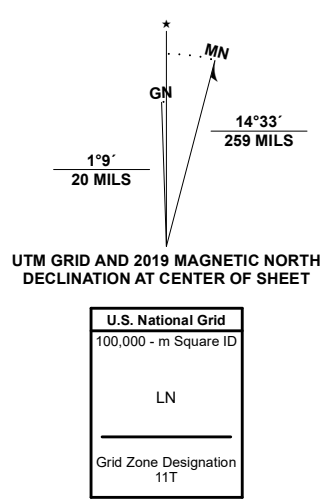 ★
MN
GN
14°33´
259 MILS
1°9´
20 MILS
UTM GRID AND 2019 MAGNETIC NORTH
DECLINATION AT CENTER OF SHEET
U.S. National Grid
100,000 - m Square ID
LN
Grid Zone Designation
11T